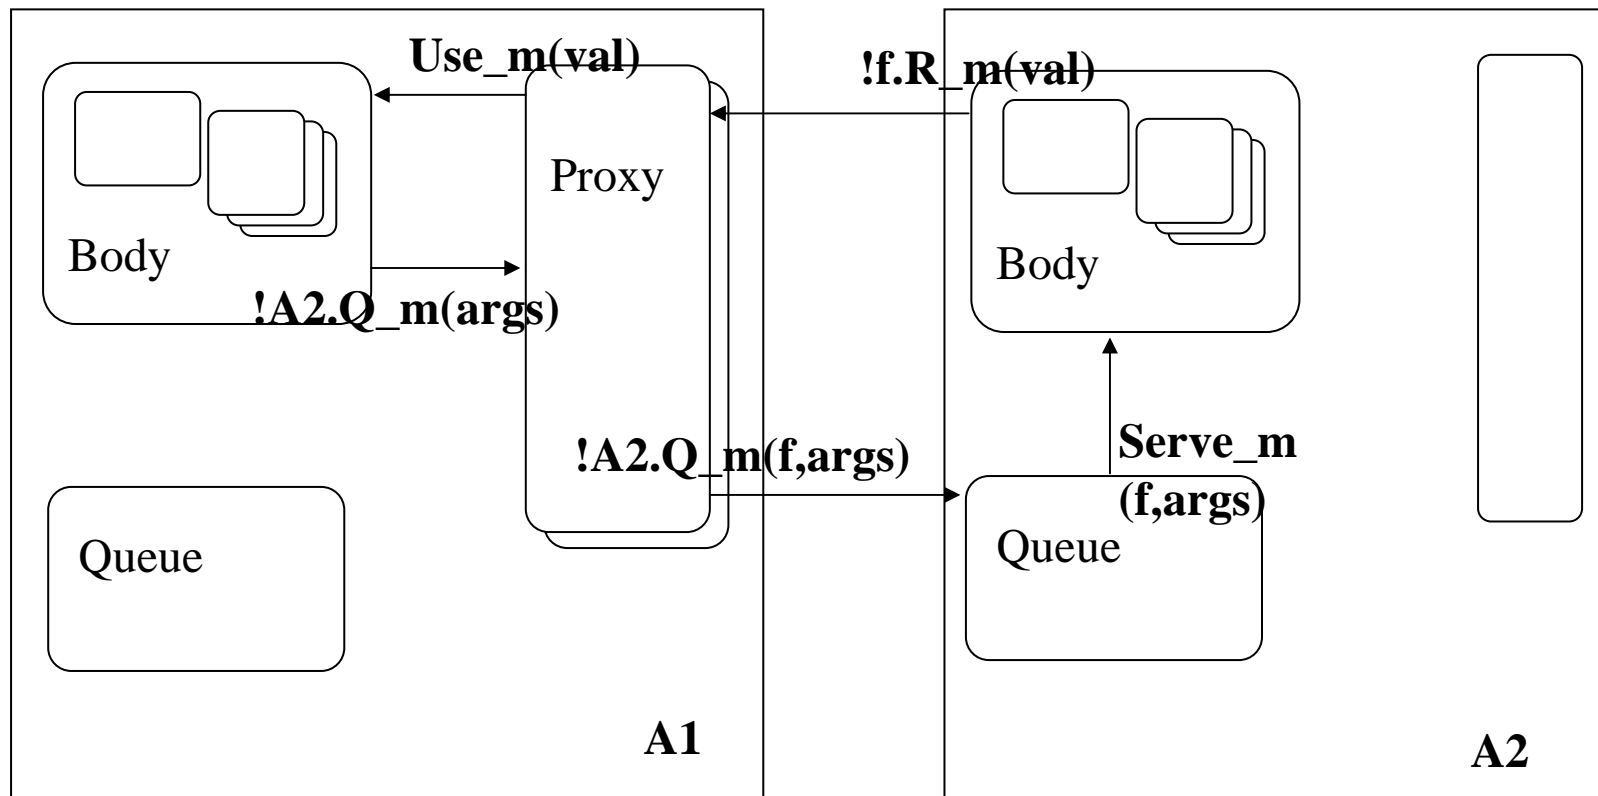 Use_m(val)
!f.R_m(val)
Proxy
Body
Body
!A2.Q_m(args)
!A2.Q_m(f,args)
Serve_m
(f,args)
Queue
Queue
A1
A2